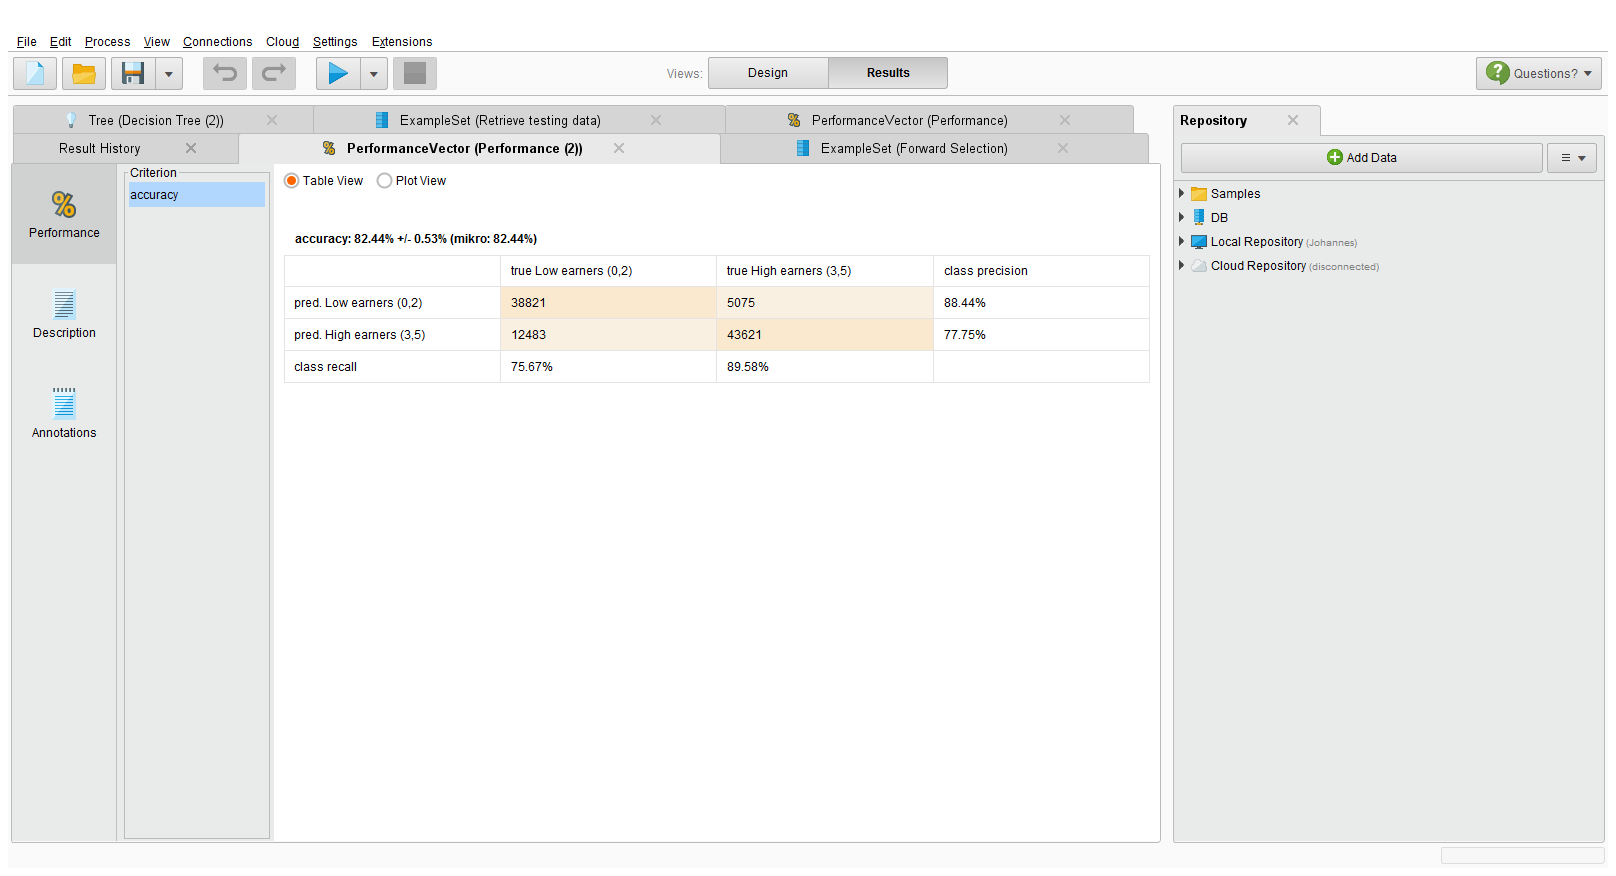 File Edit Process View Connections Cloud Settings Extensions
Views: Design Results Questions?
Tree (Decision Tree (2)) ExampleSet (Retrieve testing data) PerformanceVector (Performance)
Result History PerformanceVector (Performance (2)) ExampleSet (Forward Selection)
Repository
Add Data
Samples
DB
Local Repository (Johannes)
Cloud Repository (disconnected)
Performance
Description
Annotations
Criterion
accuracy
Table View Plot View
accuracy: 82.44% +/- 0.53% (mikro: 82.44%)
true Low earners (0,2) true High earners (3,5) class precision
pred. Low earners (0,2) 38821 5075 88.44%
pred. High earners (3,5) 12483 43621 77.75%
class recall 75.67% 89.58%